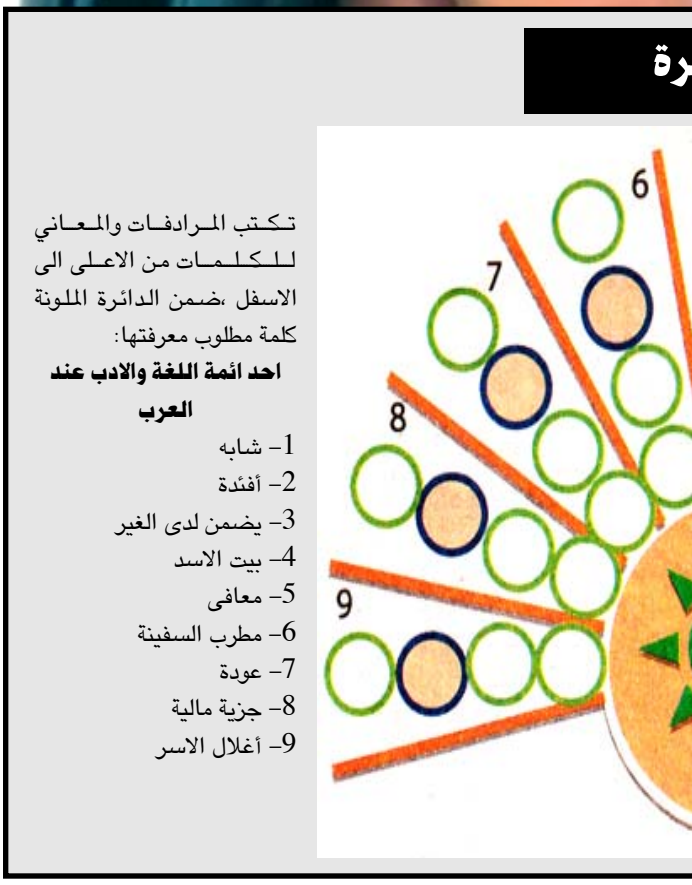 رة
تكتب المرادفات والمعاني
للكلمات من الاعلى الى
الاسفل ،ضمن الدائرة الملونة
كلمة مطلوب معرفتها:
احد ائمة اللغة والادب عند
العرب
1– شابه
2– أفئدة
3– يضمن لدى الغير
4– بيت الاسد
5– معافى
6– مطرب السفينة
7– عودة
8– جزية مالية
9– أغلال الاسر
6
7
8
9